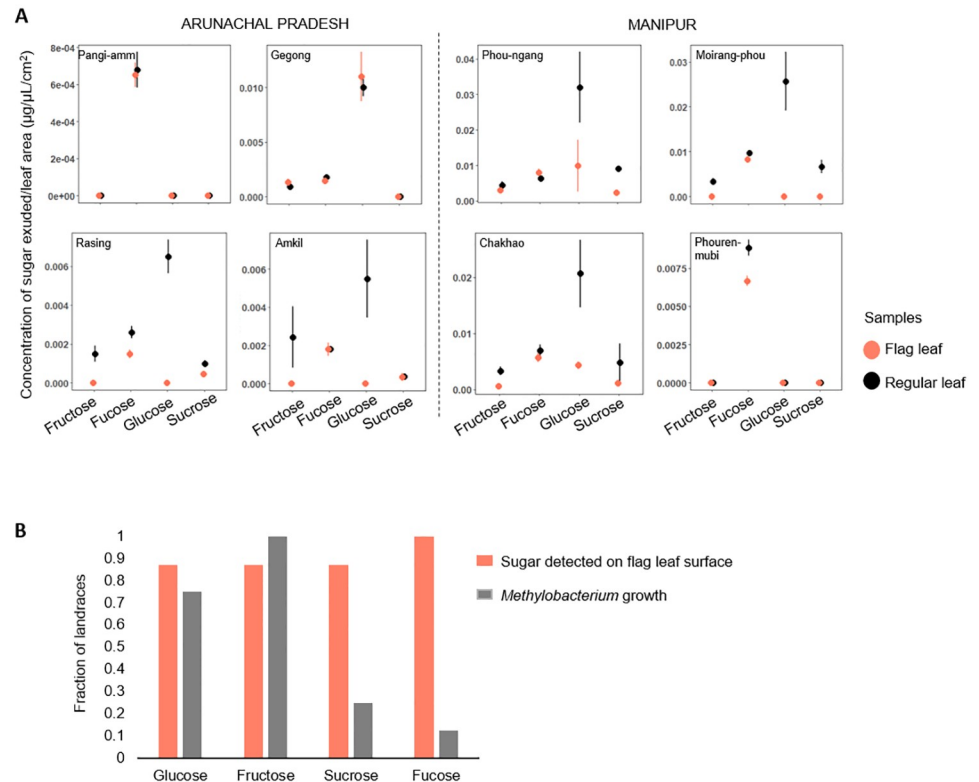 A
ARUNACHAL PRADESH
MANIPUR
Concentration of sugar exuded/leaf area (µg/µL/cm²)
Pangi-amm
8e-04
6e-04
4e-04
2e-04
0e+00
Gegong
0.010
0.005
0.000
Phou-ngang
0.04
0.03
0.02
0.01
0.00
Moirang-phou
0.03
0.02
0.01
0.00
Rasing
0.006
0.004
0.002
0.000
Fructose
Fucose
Glucose
Sucrose
Amkil
0.006
0.004
0.002
0.000
Fructose
Fucose
Glucose
Sucrose
Chakhao
0.02
0.01
0.00
Fructose
Fucose
Glucose
Sucrose
Phouren-
mubi
0.0075
0.0050
0.0025
0.0000
Fructose
Fucose
Glucose
Sucrose
Samples
Flag leaf
Regular leaf
B
Fraction of landraces
1
0.9
0.8
0.7
0.6
0.5
0.4
0.3
0.2
0.1
0
Glucose
Fructose
Sucrose
Fucose
Sugar detected on flag leaf surface
Methylobacterium growth